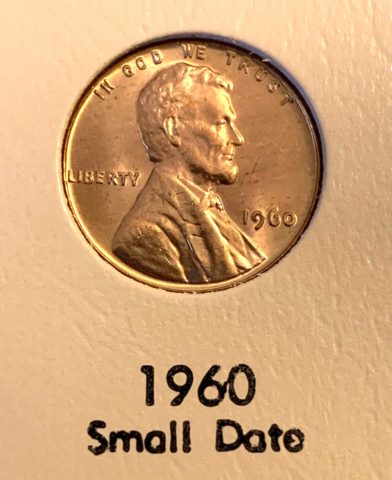 IN GOD WE TRUST
LIBERTY
1960
1960
Small Date